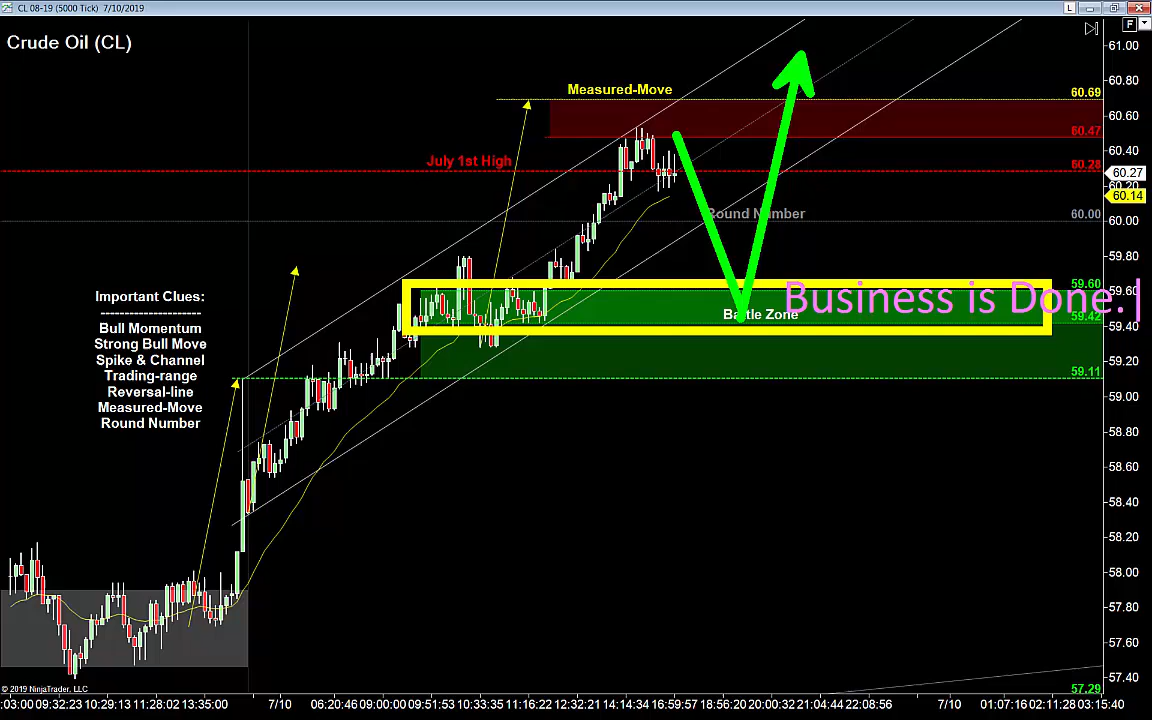 CL 08-19 (5000 Tick) 7/10/2019
L
F
Crude Oil (CL)
Measured-Move
July 1st High
Round Number
Business is Done.
Battle Zone
Important Clues:
----------------------
Bull Momentum
Strong Bull Move
Spike & Channel
Trading-range
Reversal-line
Measured-Move
Round Number
60.69
60.47
60.28
60.00
59.60
59.42
59.11
57.29
61.00
60.80
60.60
60.40
60.27
60.20
60.14
60.00
59.80
59.60
59.40
59.20
59.00
58.80
58.60
58.40
58.20
58.00
57.80
57.60
57.40
© 2019 NinjaTrader, LLC
:03:00 09:32:23 10:29:13 11:28:02 13:35:00 7/10 06:20:46 09:00:00 09:51:53 10:33:35 11:16:22 12:32:21 14:14:34 16:59:57 18:56:20 20:00:32 21:04:44 22:08:56 7/10 01:07:16 02:11:28 03:15:40